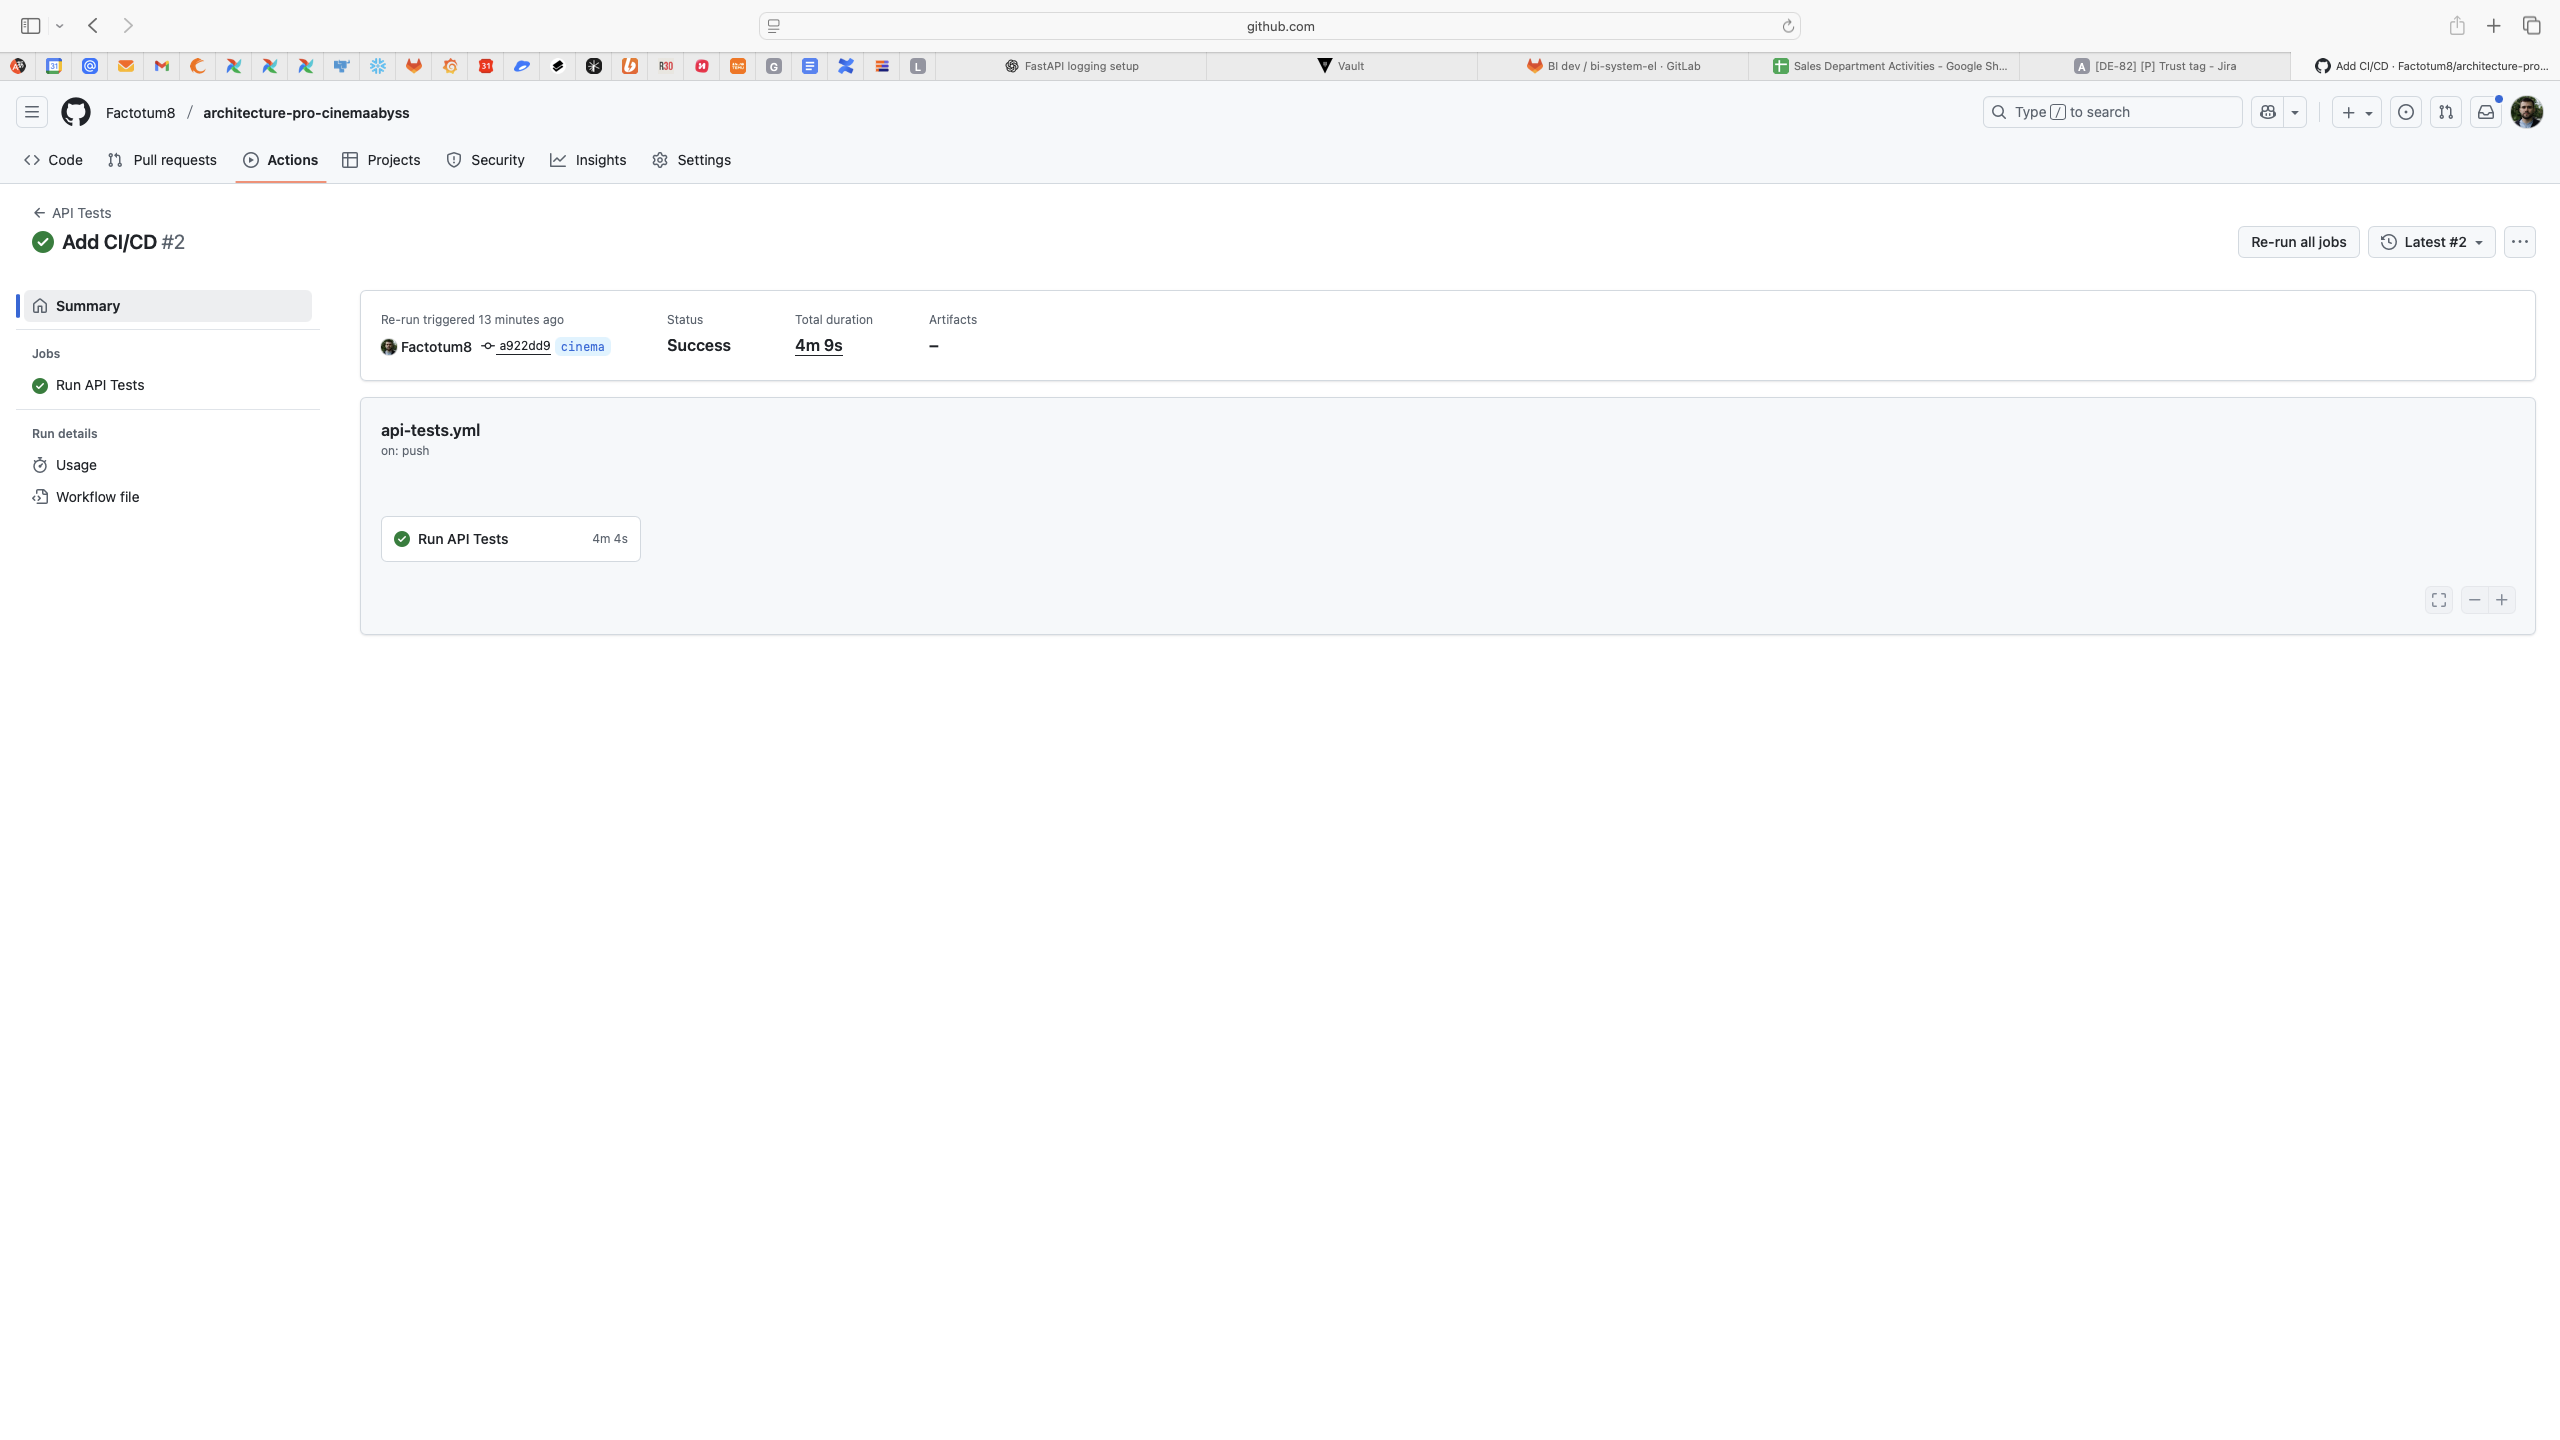 github.com
FastAPI logging setup
Vault
BI dev / bi-system-el · GitLab
Sales Department Activities - Google Sh...
A [DE-82] [P] Trust tag - Jira
Add CI/CD · Factotum8/architecture-pro...
Factotum8 / architecture-pro-cinemaabyss
Type / to search
Code
Pull requests
Actions
Projects
Security
Insights
Settings
API Tests
Add CI/CD #2
Re-run all jobs
Latest #2
Summary
Jobs
Run API Tests
Run details
Usage
Workflow file
Re-run triggered 13 minutes ago
Factotum8 a922dd9 cinema
Status
Success
Total duration
4m 9s
Artifacts
–
api-tests.yml
on: push
Run API Tests 4m 4s